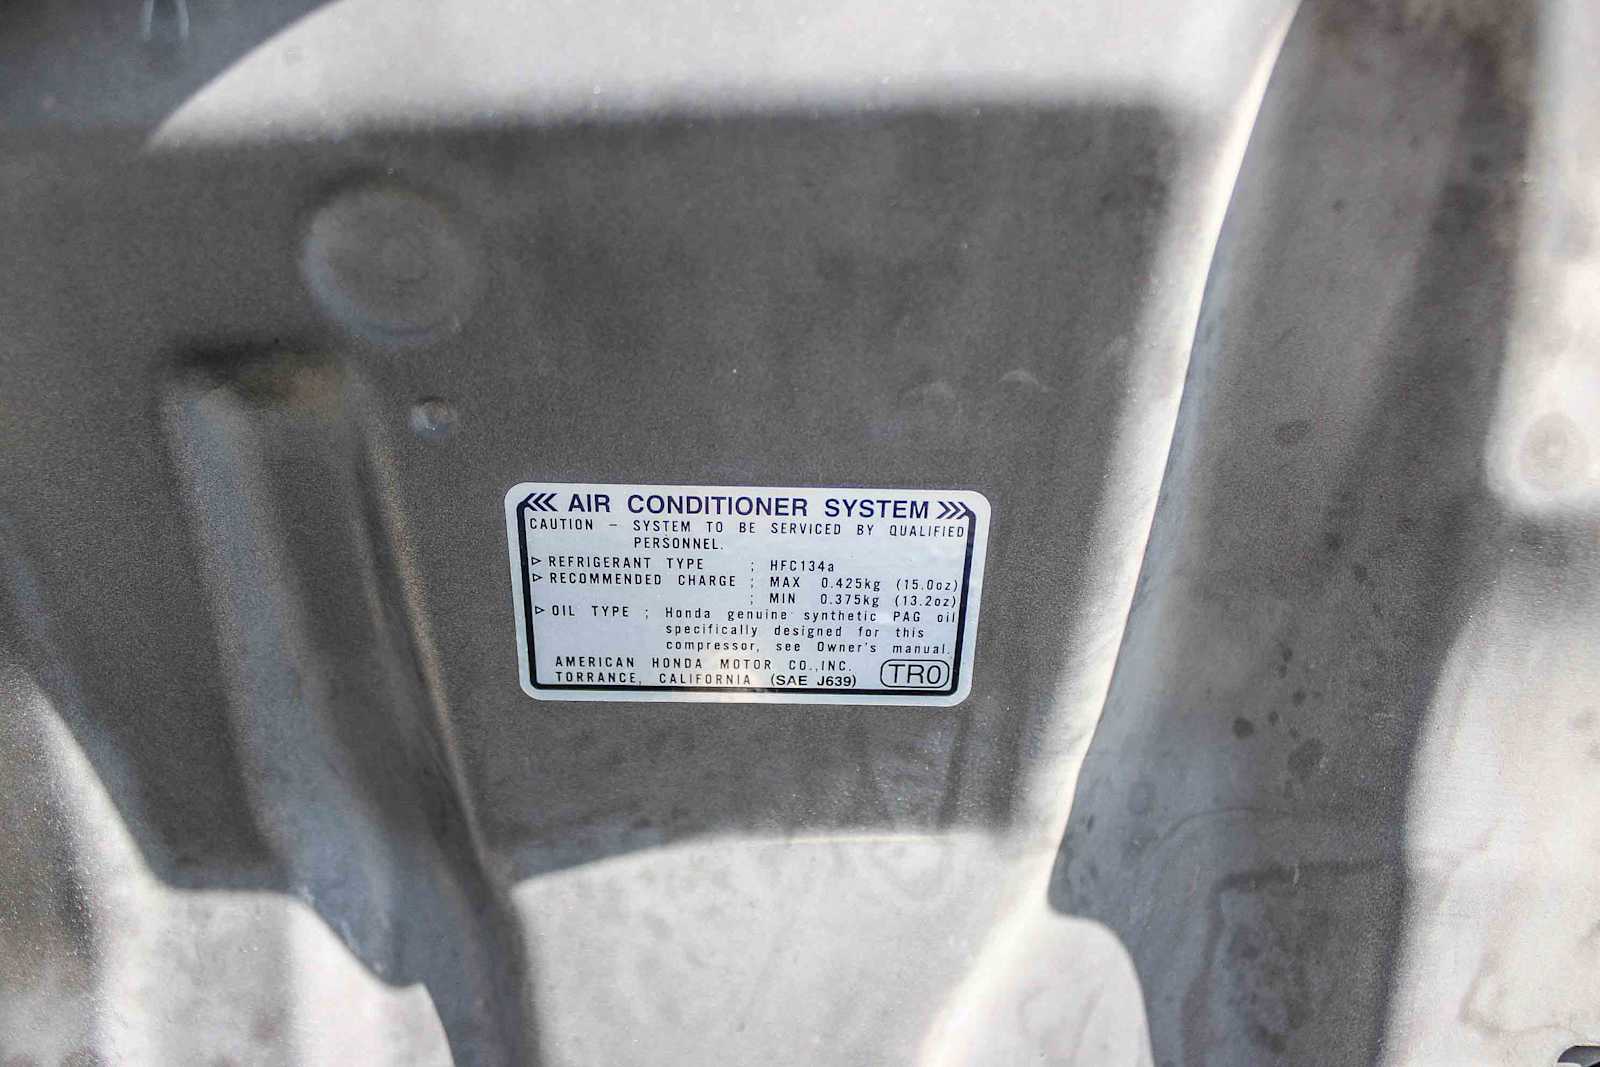 <<< AIR CONDITIONER SYSTEM >>>
CAUTION – SYSTEM TO BE SERVICED BY QUALIFIED
PERSONNEL.
▷ REFRIGERANT TYPE ; HFC134a
▷ RECOMMENDED CHARGE ; MAX 0.425kg (15.0oz)
; MIN 0.375kg (13.2oz)
▷ OIL TYPE ; Honda genuine synthetic PAG oil
specifically designed for this
compressor, see Owner's manual.
AMERICAN HONDA MOTOR CO.,INC.
TORRANCE, CALIFORNIA (SAE J639) TR0